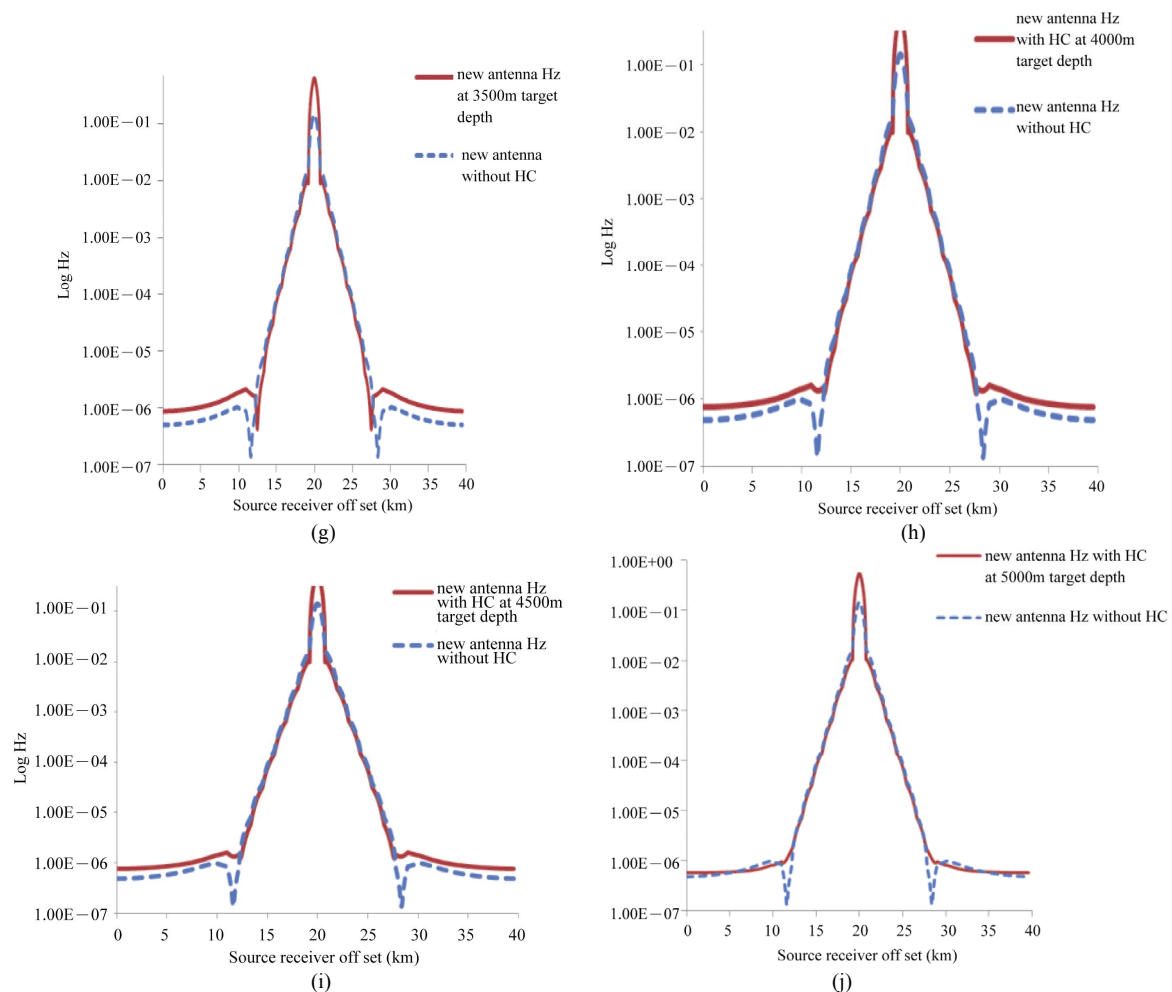 new antenna Hz
at 3500m target
depth
new antenna
without HC
1.00E−01
1.00E−02
1.00E−03
1.00E−04
1.00E−05
1.00E−06
1.00E−07
Log Hz
0 5 10 15 20 25 30 35 40
Source receiver off set (km)
(g)
new antenna Hz
with HC at 4000m
target depth
new antenna Hz
without HC
1.00E−01
1.00E−02
1.00E−03
1.00E−04
1.00E−05
1.00E−06
1.00E−07
Log Hz
0 5 10 15 20 25 30 35 40
Source receiver off set (km)
(h)
new antenna Hz
with HC at 4500m
target depth
new antenna Hz
without HC
1.00E−01
1.00E−02
1.00E−03
1.00E−04
1.00E−05
1.00E−06
1.00E−07
Log Hz
0 5 10 15 20 25 30 35 40
Source receiver off set (km)
(i)
new antenna Hz with HC
at 5000m target depth
new antenna Hz without HC
1.00E+00
1.00E−01
1.00E−02
1.00E−03
1.00E−04
1.00E−05
1.00E−06
1.00E−07
0 5 10 15 20 25 30 35 40
Source receiver off set (km)
(j)